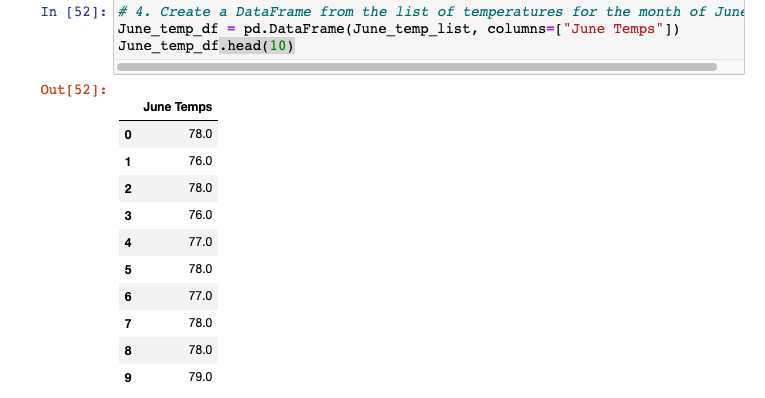 In [52]: # 4. Create a DataFrame from the list of temperatures for the month of June
June_temp_df = pd.DataFrame(June_temp_list, columns=["June Temps"])
June_temp_df.head(10)
Out[52]:
June Temps
0 78.0
1 76.0
2 78.0
3 76.0
4 77.0
5 78.0
6 77.0
7 78.0
8 78.0
9 79.0